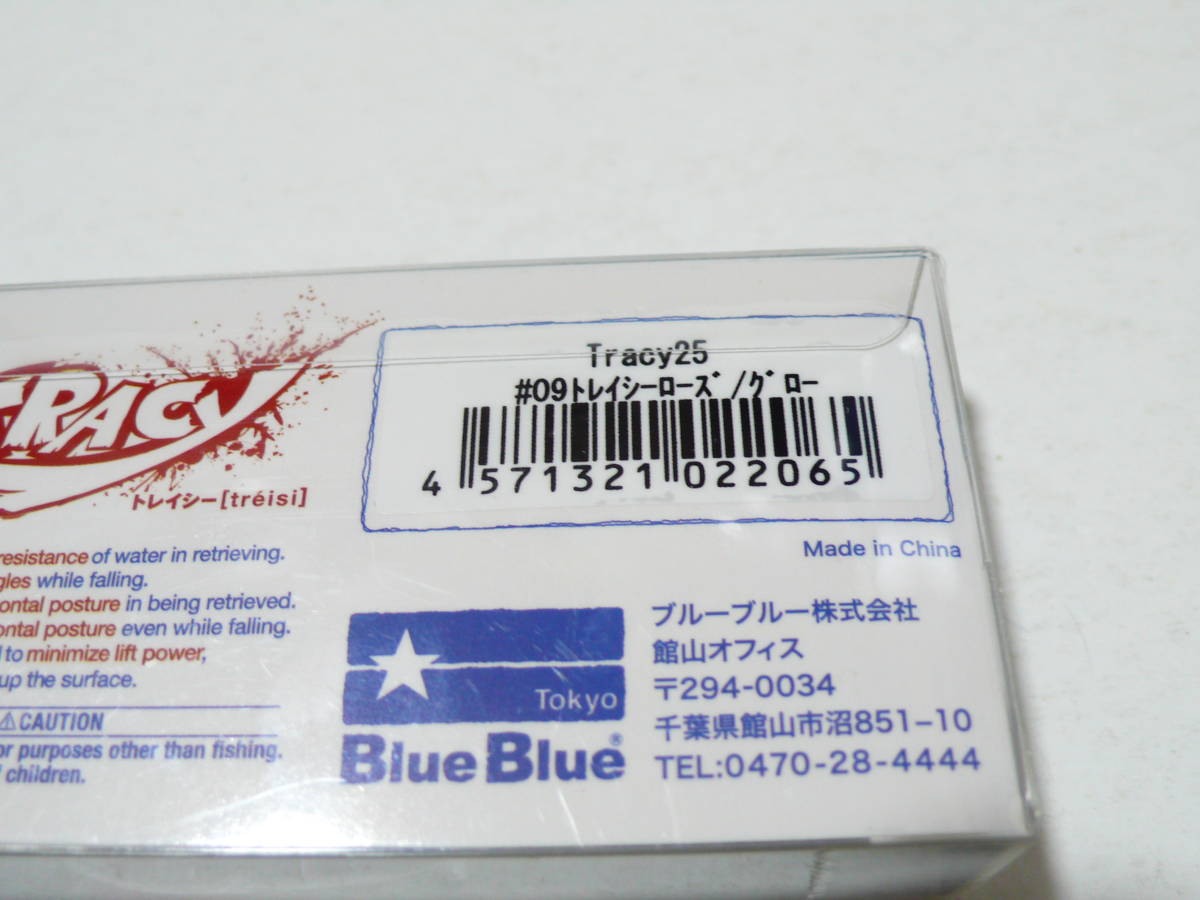 Tracy25
#09トレイシーローズ/グロー
4 571321 022065
TRACY
トレイシー[tréisi]
Made in China
resistance of water in retrieving.
while falling.
posture in being retrieved.
posture even while falling.
to minimize lift power,
up the surface.
⚠CAUTION
purposes other than fishing.
children.
Tokyo
BlueBlue®
ブルーブルー株式会社
館山オフィス
〒294-0034
千葉県館山市沼851-10
TEL:0470-28-4444